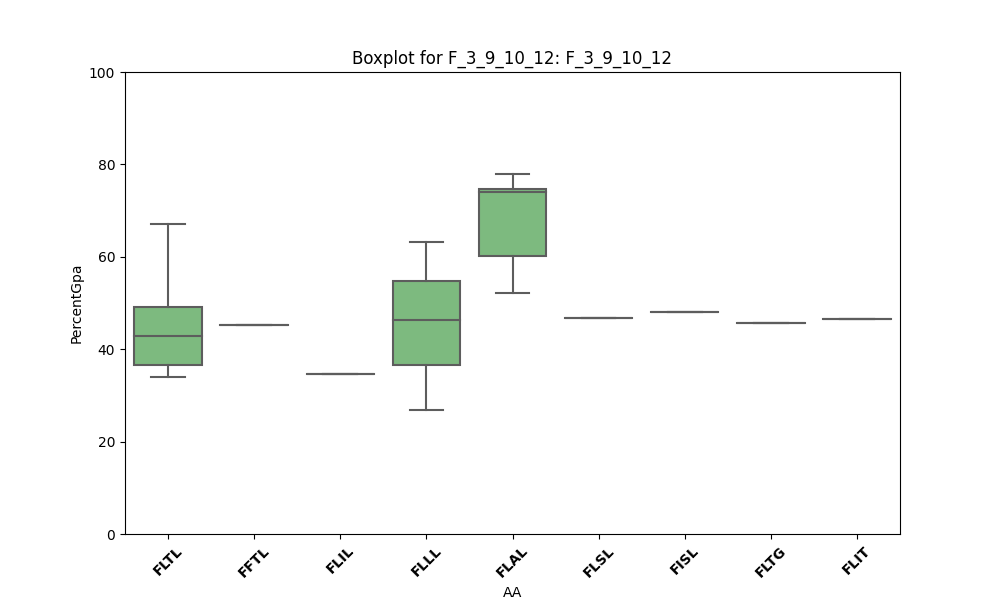 Boxplot for F_3_9_10_12: F_3_9_10_12
100
80
60
40
20
0
PercentGpa
FLTL
FFTL
FLIL
FLLL
FLAL
FLSL
FISL
FLTG
FLIT
AA